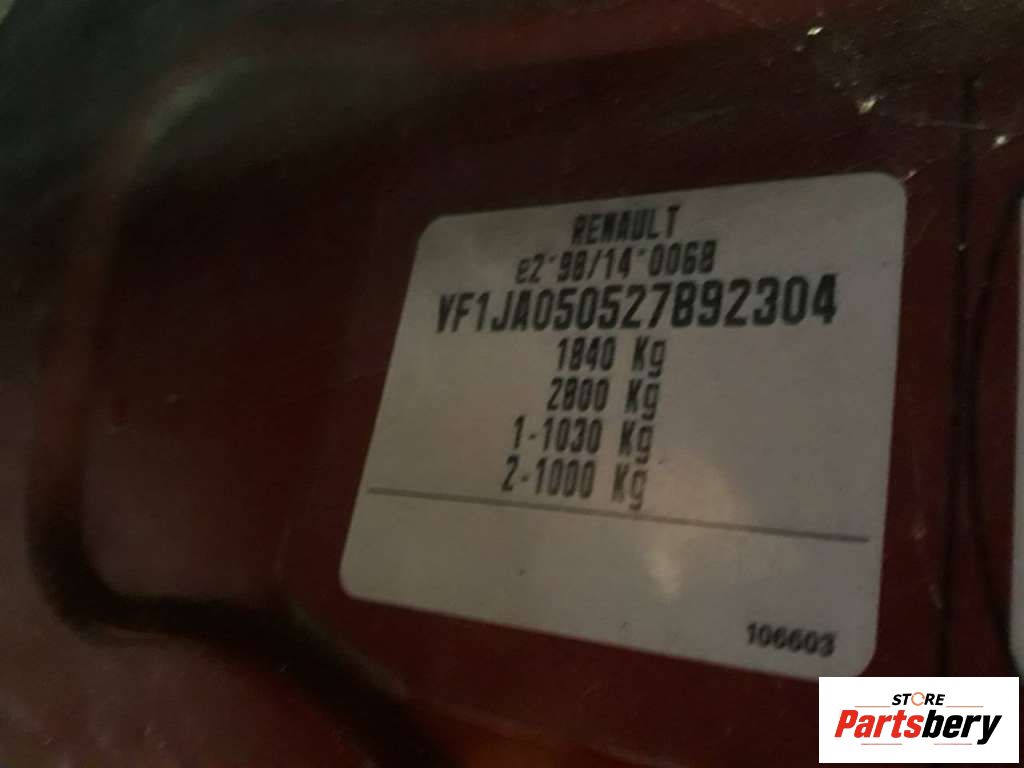 RENAULT
e2*98/14*0068
VF1JA050527892304
1840 Kg
2800 Kg
1-1030 Kg
2-1000 Kg
106603
STORE
Partsbery